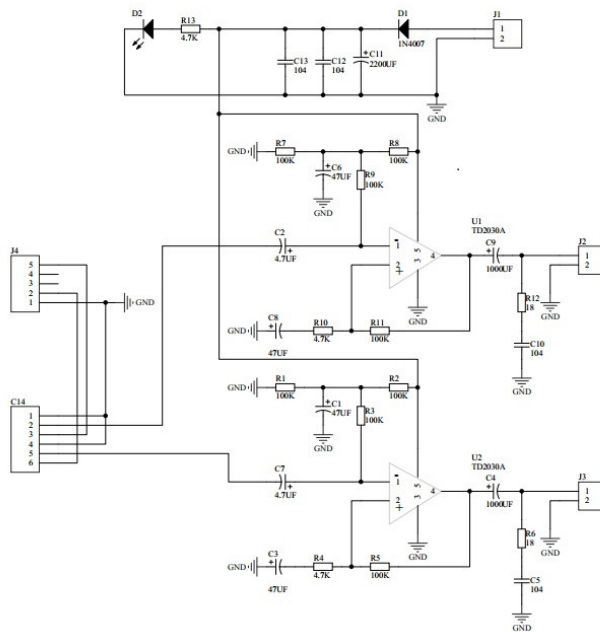 D2
R13
4.7K
D1
1N4007
J1
1
2
C13
104
C12
104
C11
2200UF
GND
GND
R7
100K
R8
100K
C6
47UF
R9
100K
GND
C2
4.7UF
U1
TD2030A
1
2
3
5
4
C9
1000UF
J2
1
2
GND
GND
R12
18
C10
104
GND
GND
C8
47UF
R10
4.7K
R11
100K
J4
5
4
3
2
1
GND
GND
R1
100K
R2
100K
C1
47UF
R3
100K
GND
C14
1
2
3
4
5
6
C7
4.7UF
U2
TD2030A
1
2
3
5
4
C4
1000UF
J3
1
2
GND
GND
R6
18
C5
104
GND
GND
C3
47UF
R4
4.7K
R5
100K